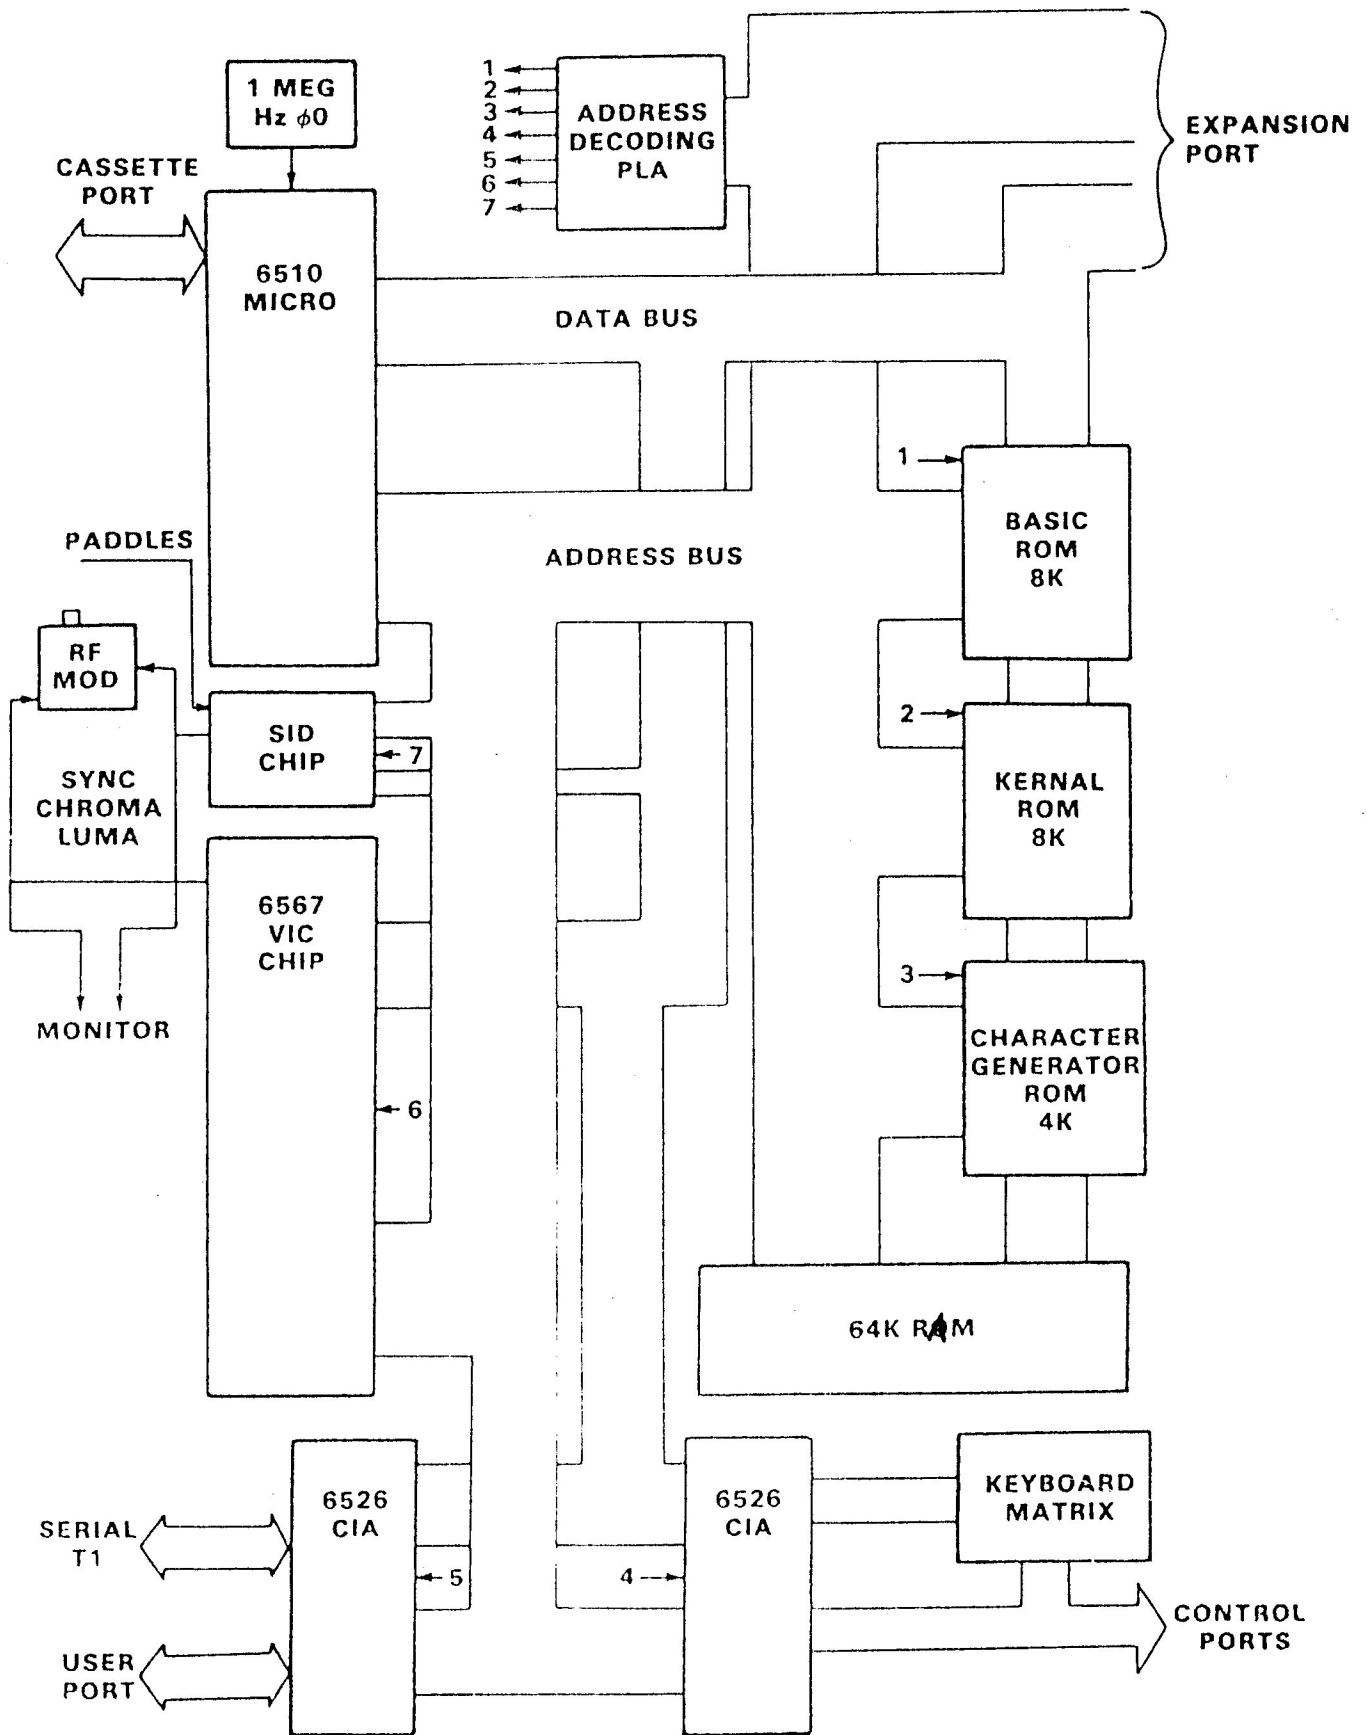 1 MEG
Hz ϕ0
CASSETTE
PORT
1
2
3
4
5
6
7
ADDRESS
DECODING
PLA
EXPANSION
PORT
6510
MICRO
DATA BUS
1
BASIC
ROM
8K
PADDLES
ADDRESS BUS
RF
MOD
SID
CHIP
7
2
SYNC
CHROMA
LUMA
KERNAL
ROM
8K
6567
VIC
CHIP
3
MONITOR
CHARACTER
GENERATOR
ROM
4K
6
64K RAM
6526
CIA
6526
CIA
KEYBOARD
MATRIX
SERIAL
T1
5
4
CONTROL
PORTS
USER
PORT